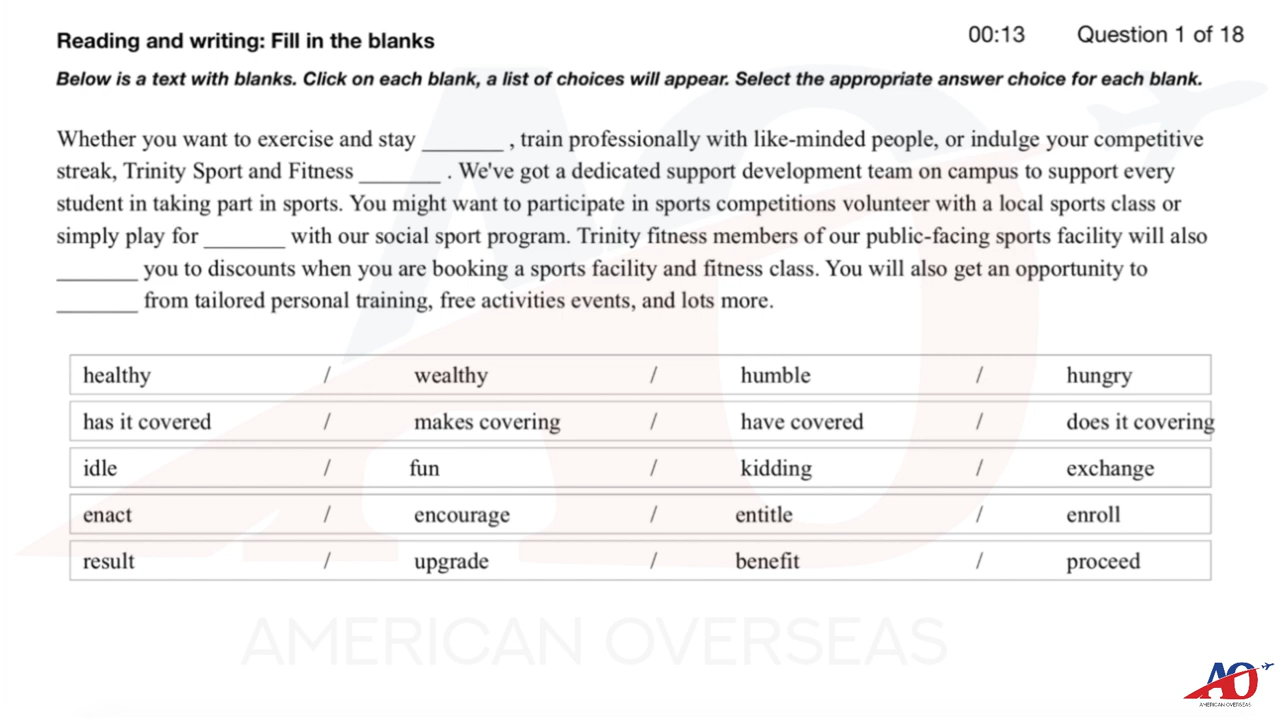 00:13 Question 1 of 18
Reading and writing: Fill in the blanks
Below is a text with blanks. Click on each blank, a list of choices will appear. Select the appropriate answer choice for each blank.
Whether you want to exercise and stay _______ , train professionally with like-minded people, or indulge your competitive
streak, Trinity Sport and Fitness _______ . We've got a dedicated support development team on campus to support every
student in taking part in sports. You might want to participate in sports competitions volunteer with a local sports class or
simply play for _______ with our social sport program. Trinity fitness members of our public-facing sports facility will also
_______ you to discounts when you are booking a sports facility and fitness class. You will also get an opportunity to
_______ from tailored personal training, free activities events, and lots more.
healthy / wealthy / humble / hungry
has it covered / makes covering / have covered / does it covering
idle / fun / kidding / exchange
enact / encourage / entitle / enroll
result / upgrade / benefit / proceed
AMERICAN OVERSEAS
AO
AMERICAN OVERSEAS